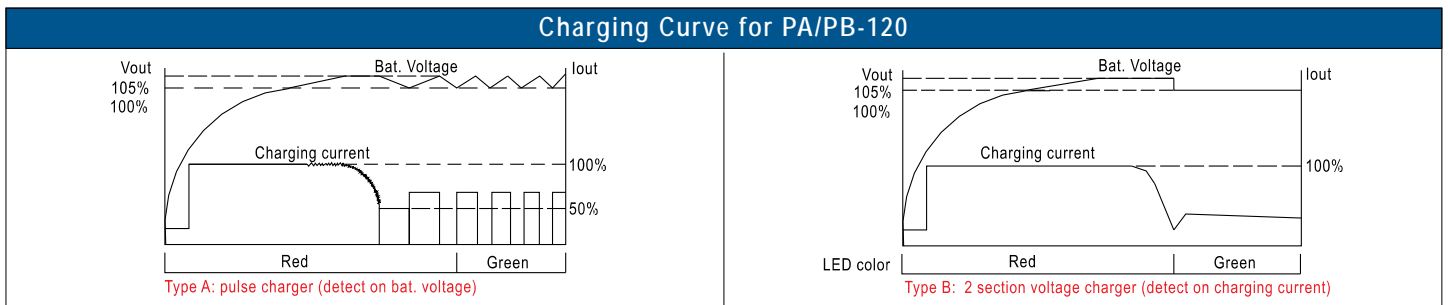 Charging Curve for PA/PB-120
Vout
Bat. Voltage
Iout
105%
100%
Charging current
100%
50%
Red
Green
Type A: pulse charger (detect on bat. voltage)
Vout
Bat. Voltage
Iout
105%
100%
Charging current
100%
LED color
Red
Green
Type B: 2 section voltage charger (detect on charging current)